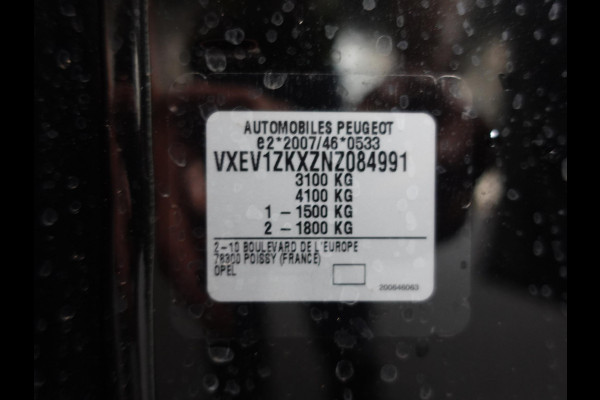 AUTOMOBILES PEUGEOT
e2*2007/46*0533
VXEV1ZKXZNZ084991
3100 KG
4100 KG
1 – 1500 KG
2 – 1800 KG
2–10 BOULEVARD DE L'EUROPE
78300 POISSY (FRANCE)
OPEL
200646063